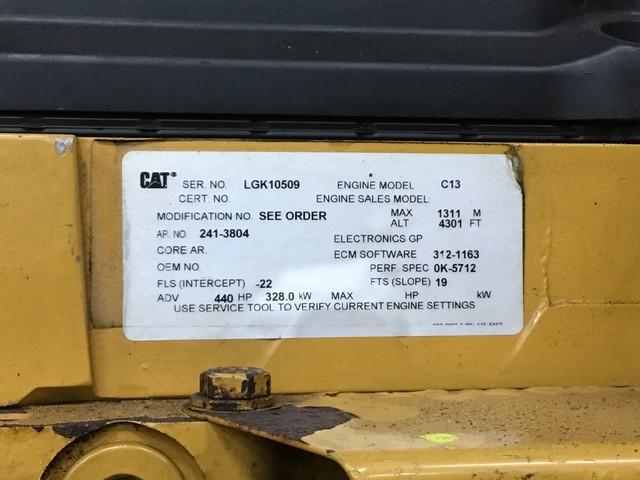 CAT® SER. NO. LGK10509 ENGINE MODEL C13
CERT. NO. ENGINE SALES MODEL:
MODIFICATION NO. SEE ORDER MAX 1311 M
ALT 4301 FT
AR. NO 241-3804 ELECTRONICS GP
CORE AR. ECM SOFTWARE 312-1163
OEM NO. PERF. SPEC 0K-5712
FLS (INTERCEPT) -22 FTS (SLOPE) 19
ADV 440 HP 328.0 kW MAX HP kW
USE SERVICE TOOL TO VERIFY CURRENT ENGINE SETTINGS